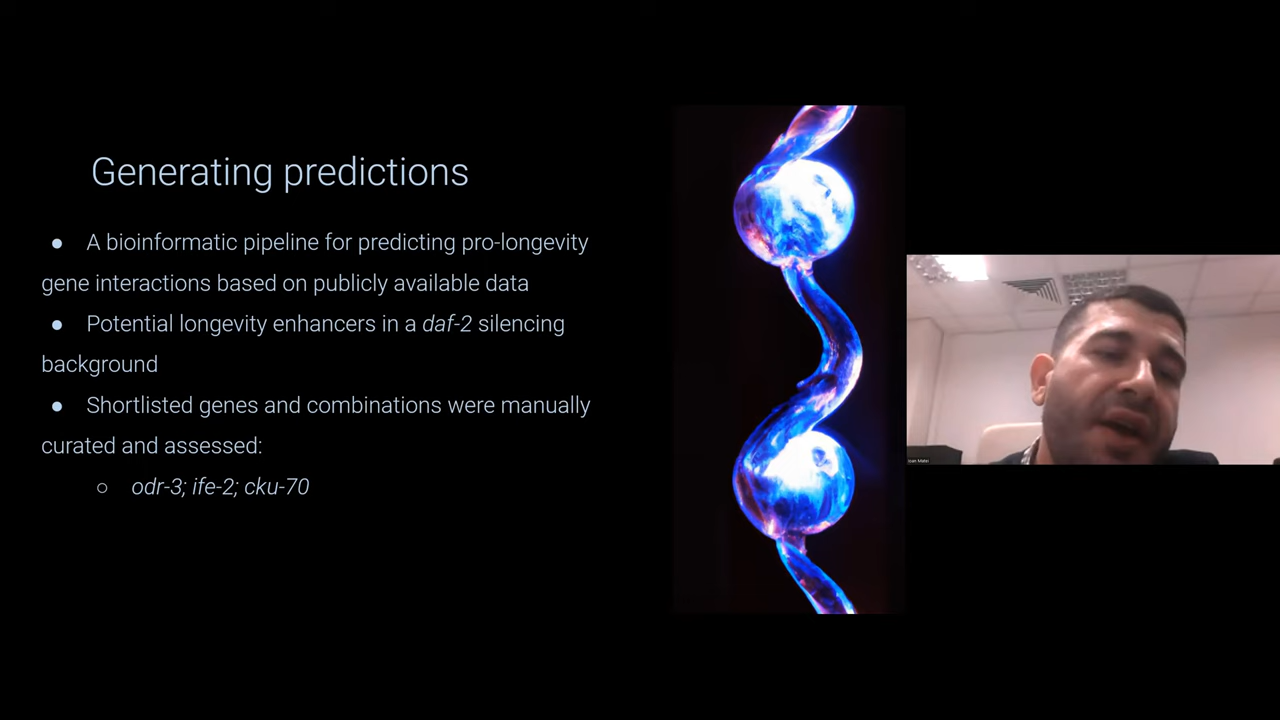 Generating predictions
● A bioinformatic pipeline for predicting pro-longevity
gene interactions based on publicly available data
● Potential longevity enhancers in a daf-2 silencing
background
● Shortlisted genes and combinations were manually
curated and assessed:
○ odr-3; ife-2; cku-70